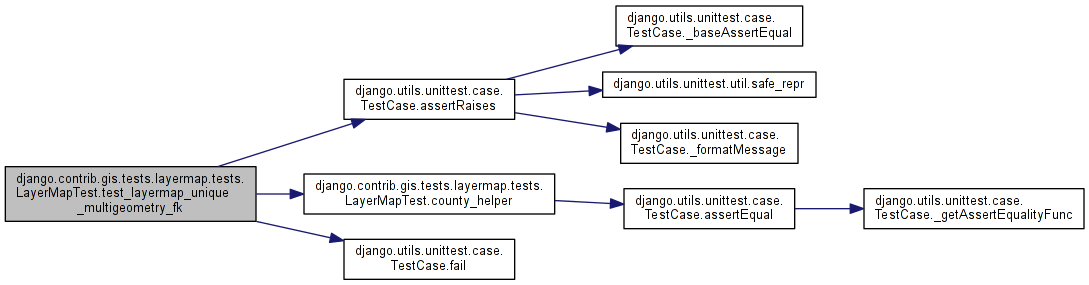 django.contrib.gis.tests.layermap.tests.
LayerMapTest.test_layermap_unique
_multigeometry_fk
django.utils.unittest.case.
TestCase.assertRaises
django.utils.unittest.case.
TestCase._baseAssertEqual
django.utils.unittest.util.safe_repr
django.utils.unittest.case.
TestCase._formatMessage
django.contrib.gis.tests.layermap.tests.
LayerMapTest.county_helper
django.utils.unittest.case.
TestCase.assertEqual
django.utils.unittest.case.
TestCase._getAssertEqualityFunc
django.utils.unittest.case.
TestCase.fail